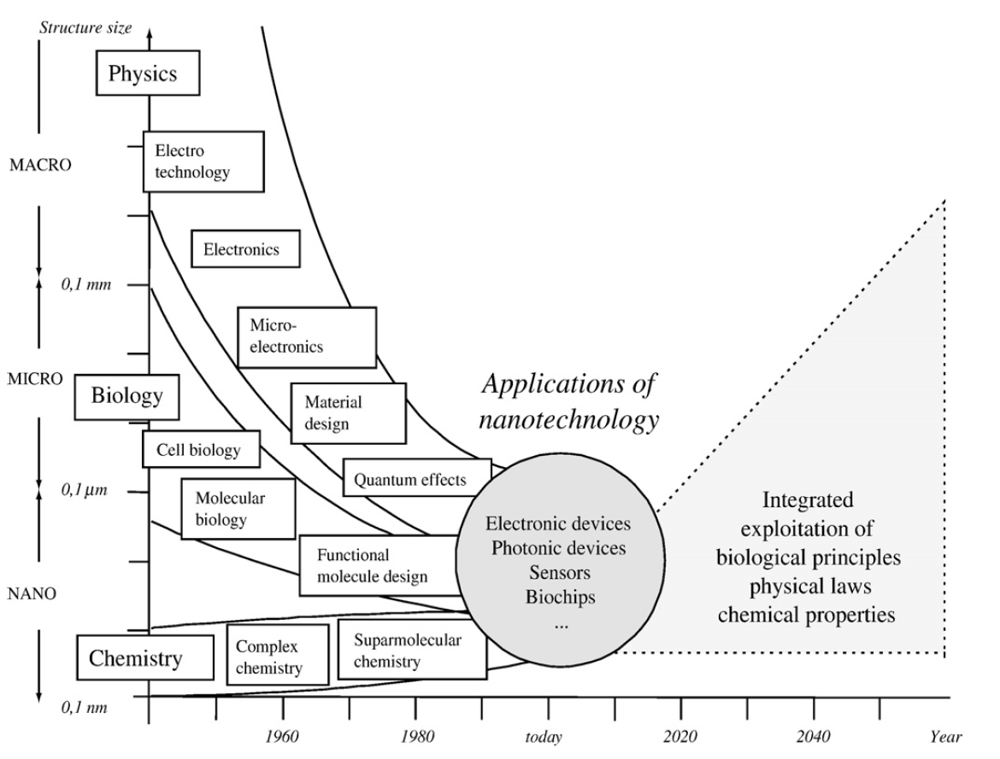 Structure size
Physics
Electro
technology
MACRO
Electronics
0,1 mm
Micro-
electronics
MICRO
Biology
Material
design
Applications of
nanotechnology
Cell biology
Quantum effects
0,1 µm
Molecular
biology
Integrated
exploitation of
biological principles
physical laws
chemical properties
Electronic devices
Photonic devices
Sensors
Biochips
...
Functional
molecule design
NANO
Chemistry
Complex
chemistry
Suparmolecular
chemistry
0,1 nm
1960
1980
today
2020
2040
Year